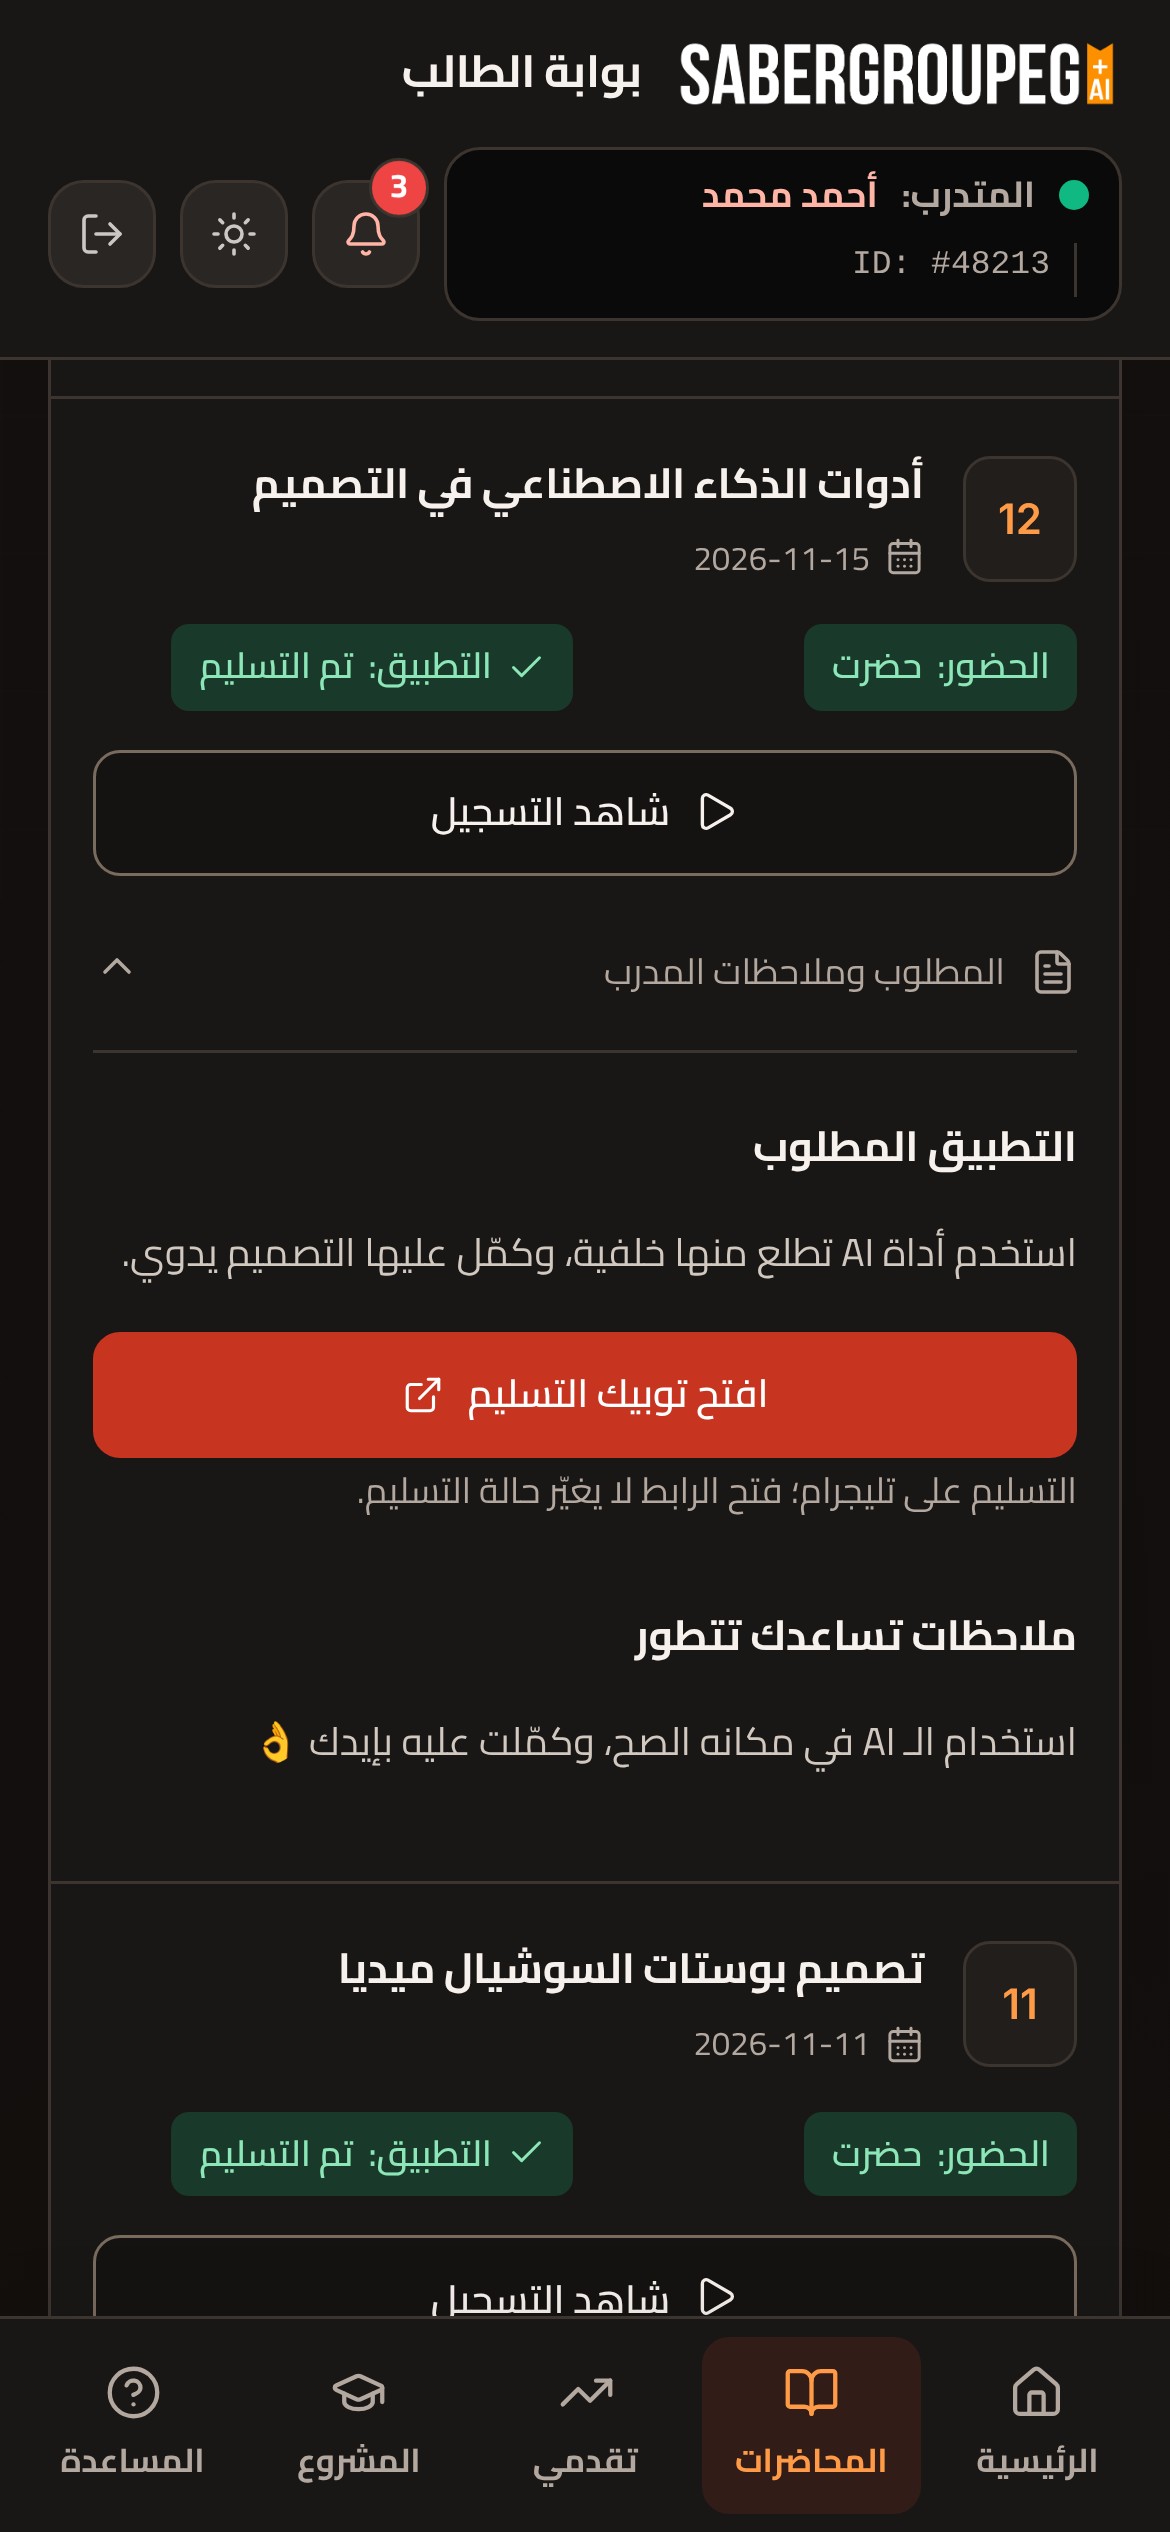 SABERGROUPEG +AI
بوابة الطالب
المتدرب: أحمد محمد
ID: #48213
3
12
أدوات الذكاء الاصطناعي في التصميم
2026-11-15
الحضور: حضرت
التطبيق: تم التسليم
شاهد التسجيل
المطلوب وملاحظات المدرب
التطبيق المطلوب
استخدم أداة AI تطلع منها خلفية، وكمّل عليها التصميم يدوي.
افتح توبيك التسليم
التسليم على تليجرام؛ فتح الرابط لا يغيّر حالة التسليم.
ملاحظات تساعدك تتطور
استخدام الـ AI في مكانه الصح، وكمّلت عليه بإيدك 👌
11
تصميم بوستات السوشيال ميديا
2026-11-11
الحضور: حضرت
التطبيق: تم التسليم
شاهد التسجيل
الرئيسية
المحاضرات
تقدمي
المشروع
المساعدة